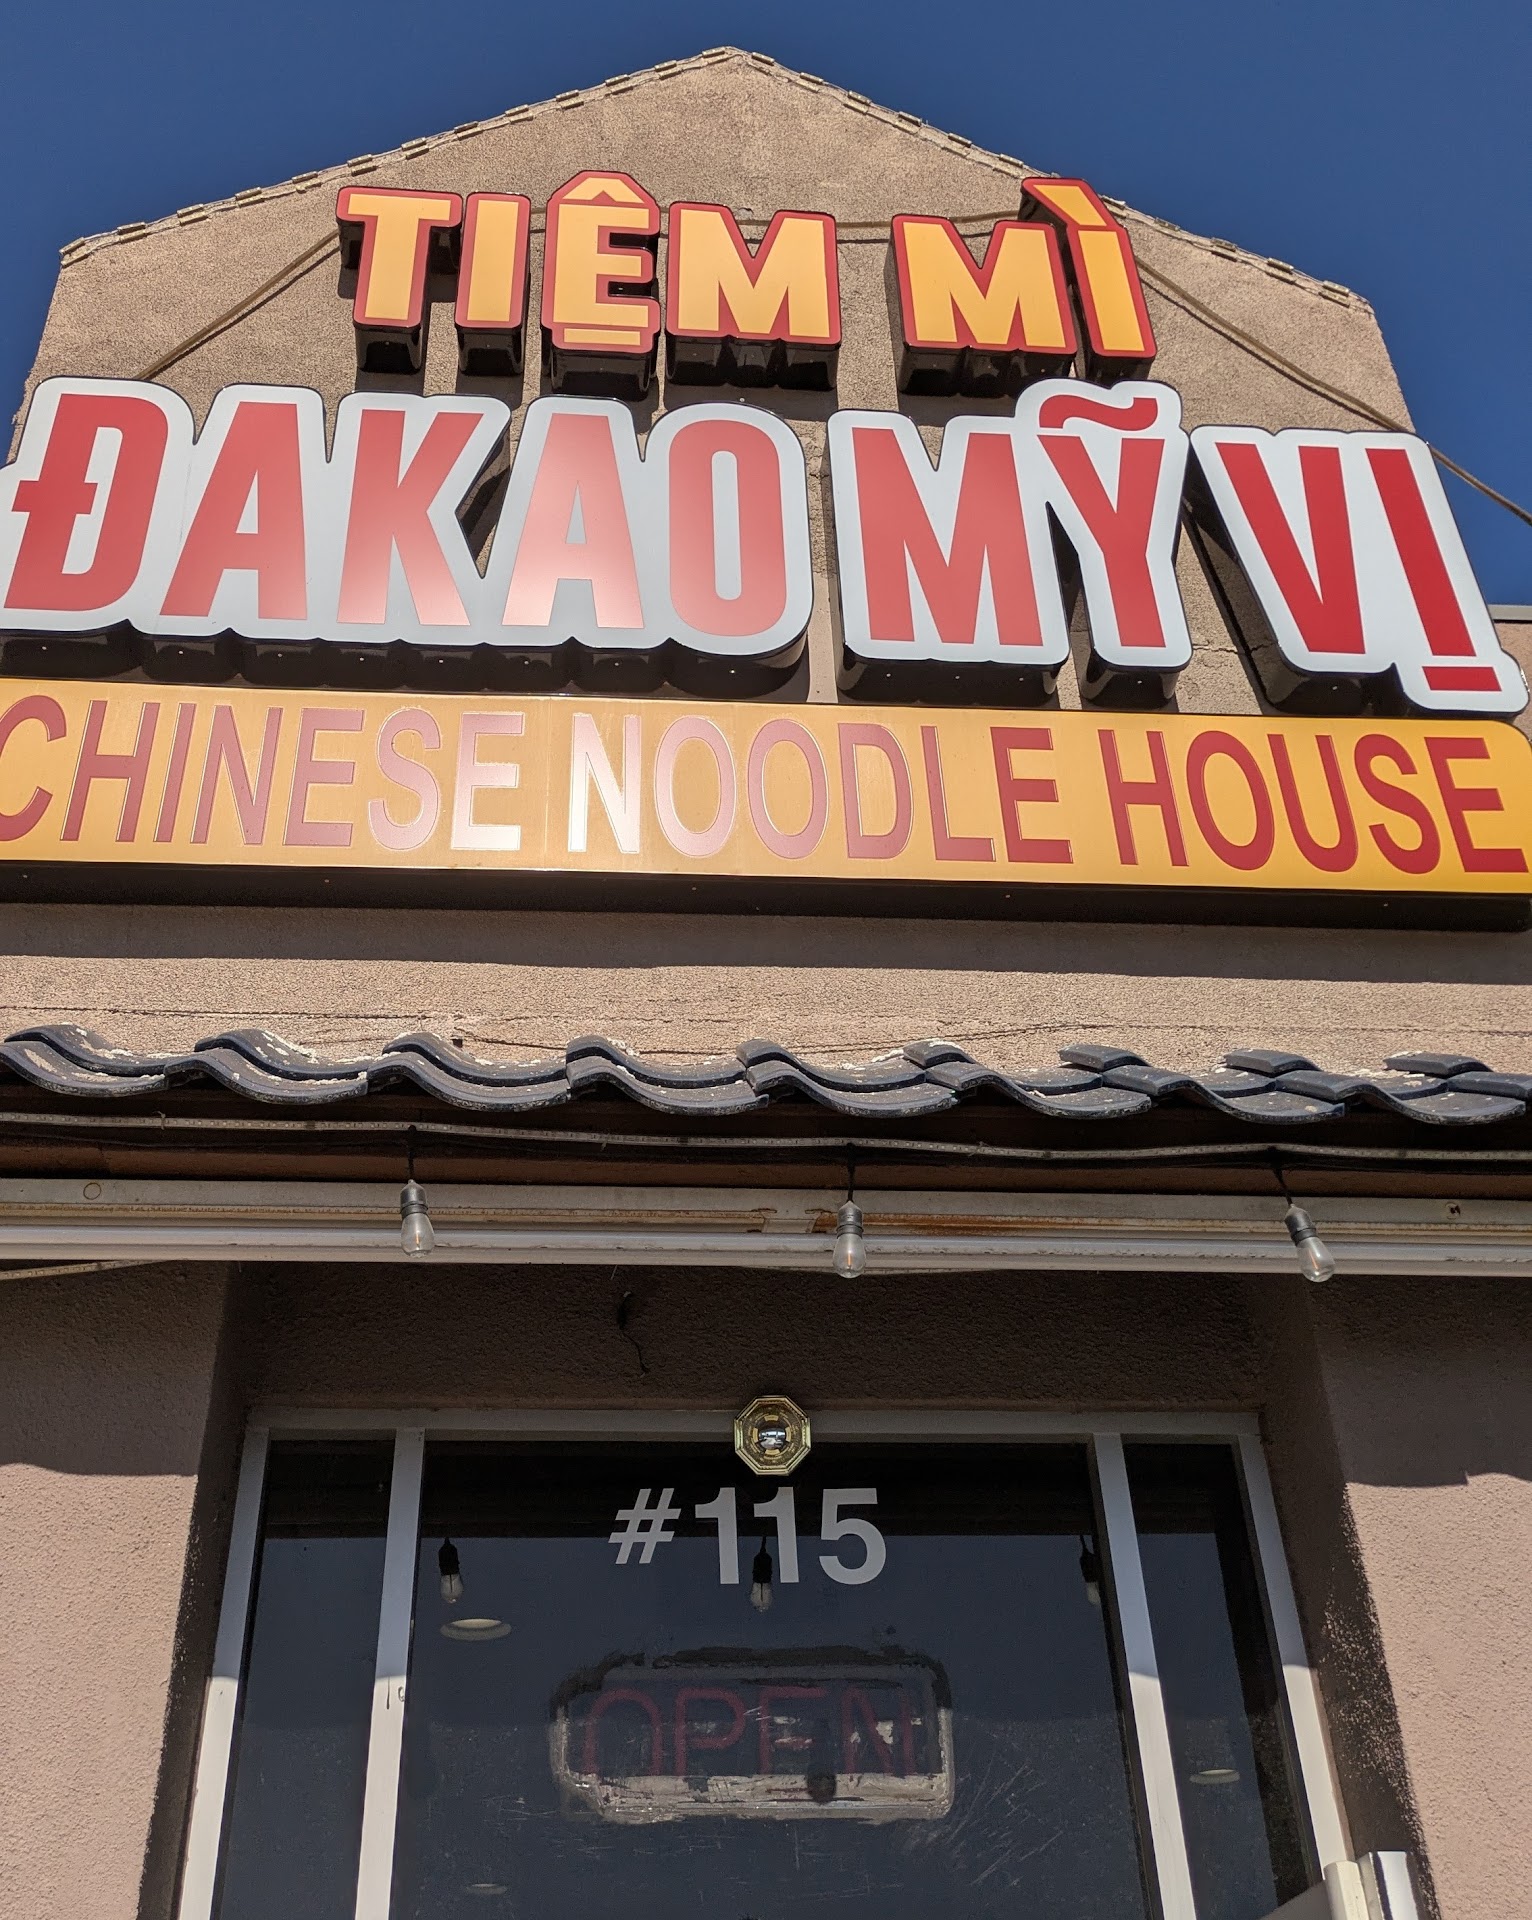 TIỆM MÌ
ĐAKAO MỸ VỊ
CHINESE NOODLE HOUSE
#115
OPEN